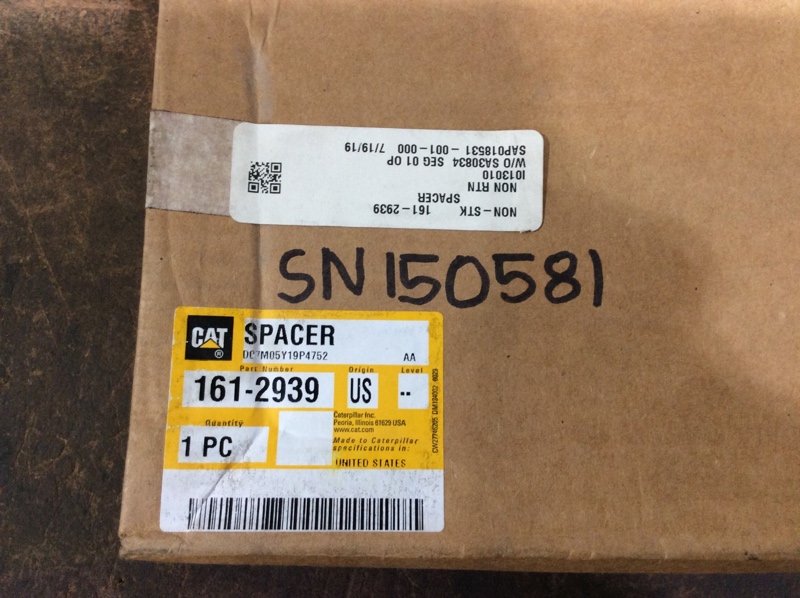 NON-STK 161-2939
SPACER
NON RTN
I013010
W/O SA30834 SEG 01 OP
SAP018531-001-000 7/19/19
SN150581
CAT
®
SPACER
AA
Part Number
Origin
Level
161-2939
US
--
Quantity
1 PC
Caterpillar Inc.
Peoria, Illinois 61629 USA
www.cat.com
Made to Caterpillar
specifications in:
UNITED STATES